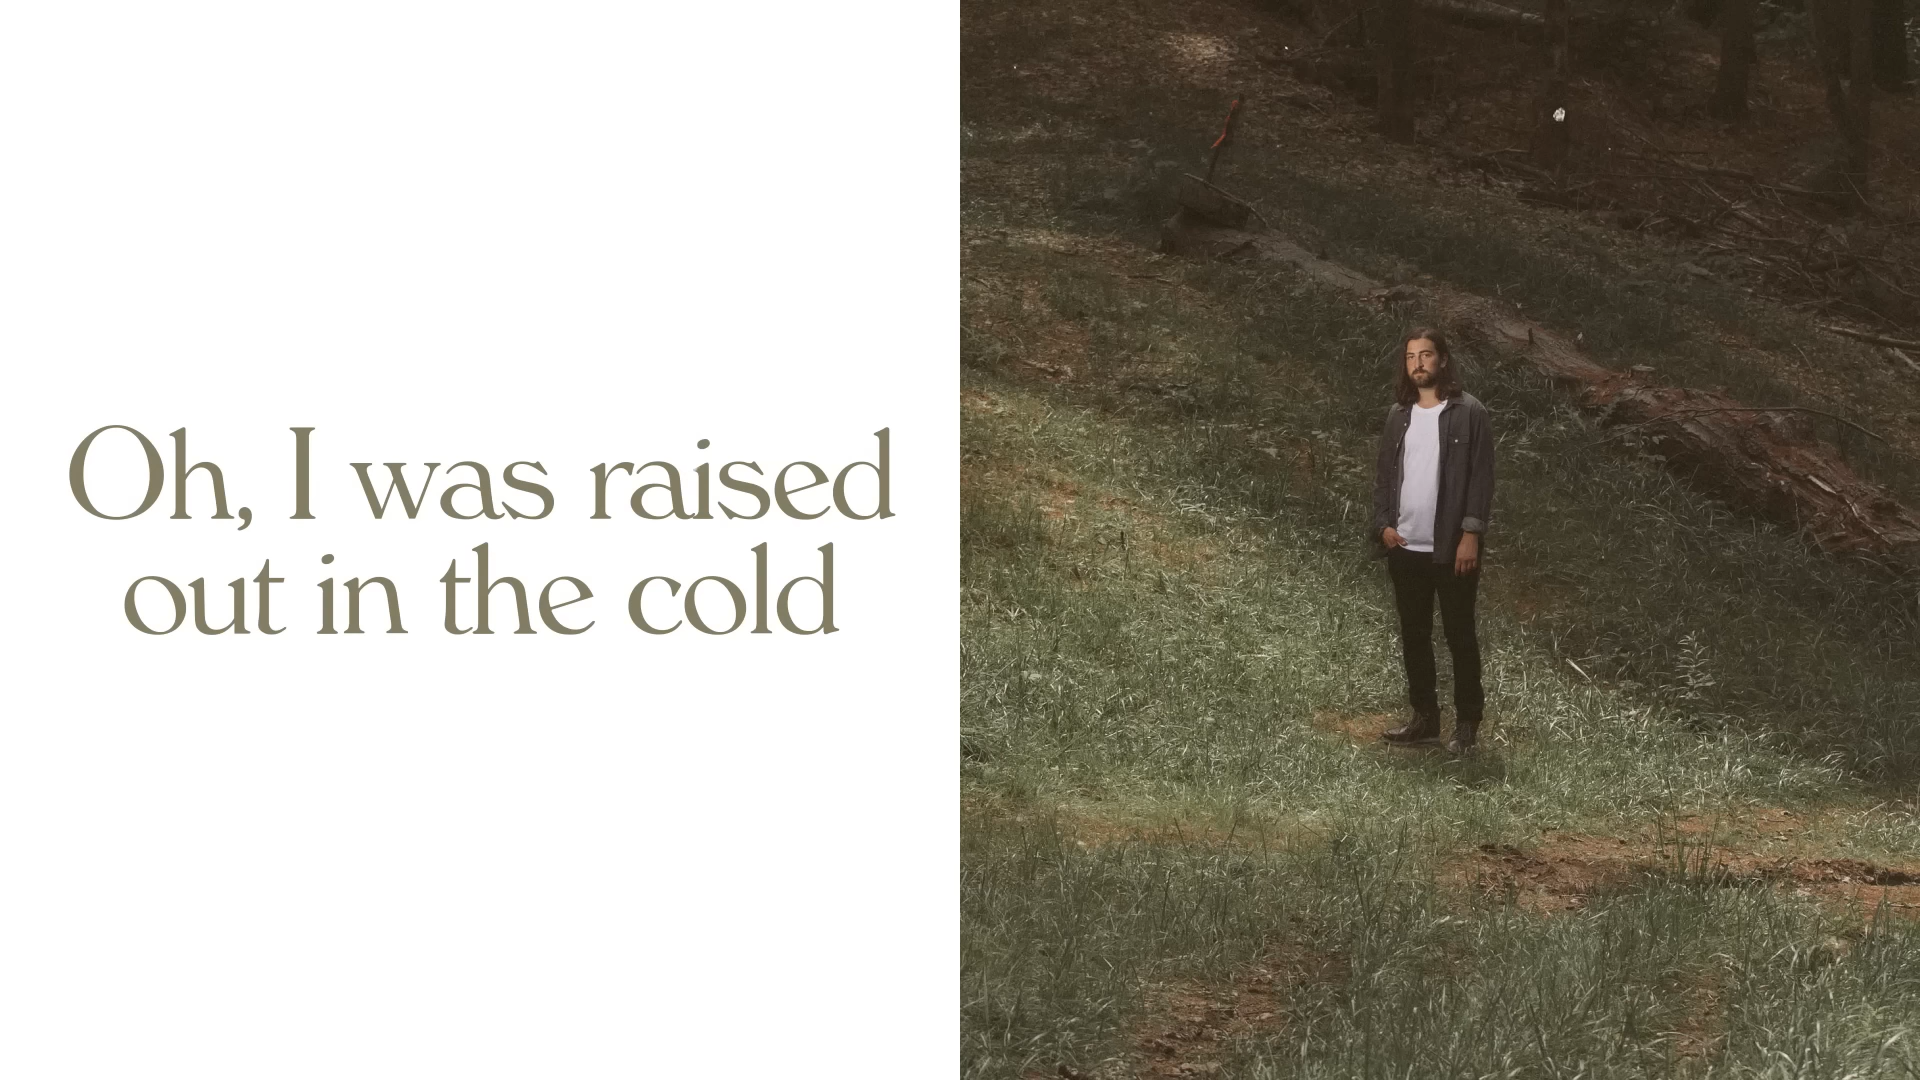 Oh, I was raised
out in the cold